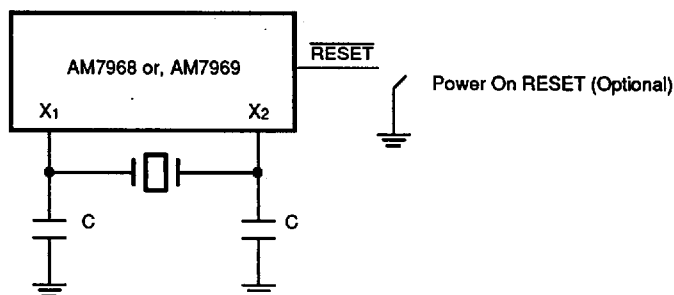 RESET
AM7968 or, AM7969
Power On RESET (Optional)
X1
X2
C
C